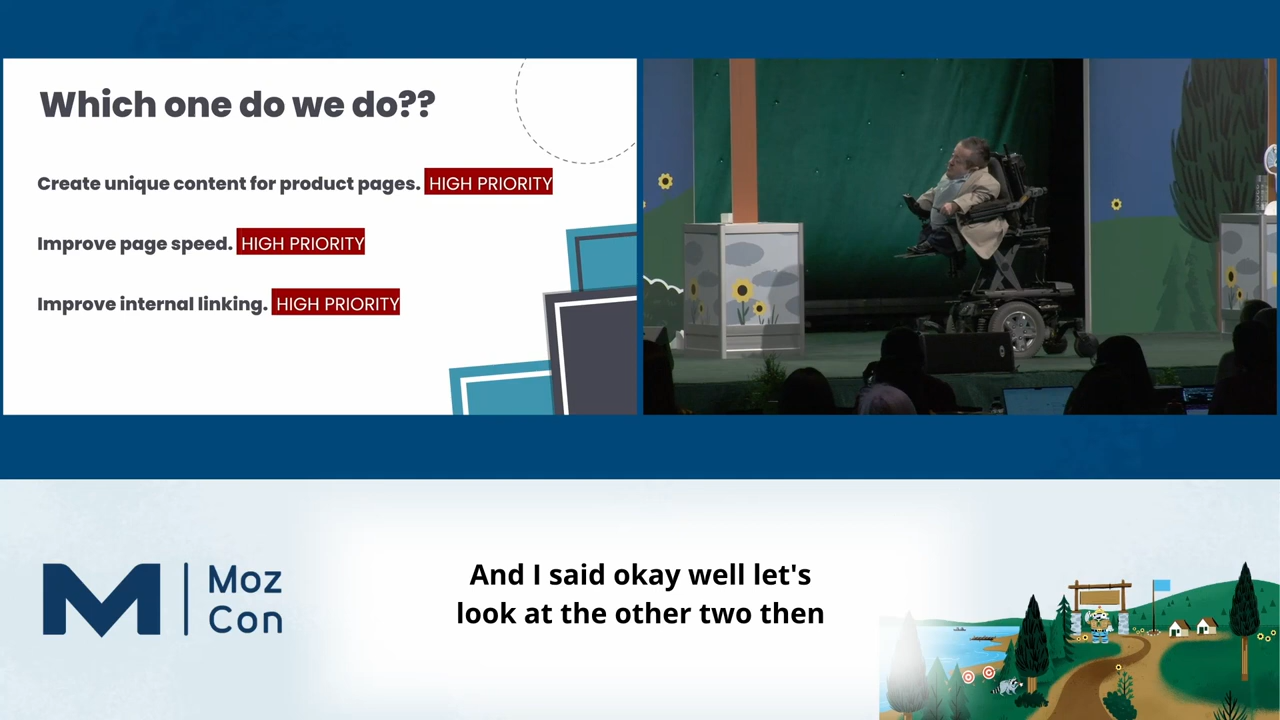 Which one do we do??
Create unique content for product pages. HIGH PRIORITY
Improve page speed. HIGH PRIORITY
Improve internal linking. HIGH PRIORITY
M
Moz
Con
And I said okay well let's
look at the other two then